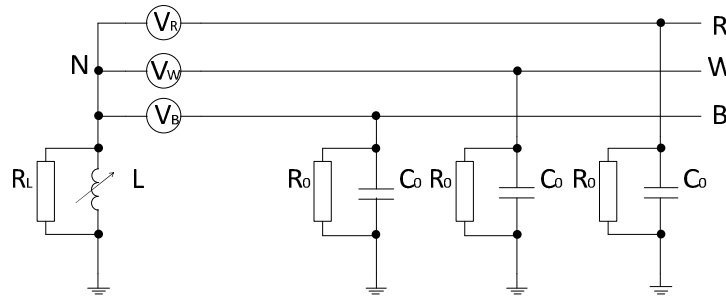 V_R R
N V_W W
V_B B
R_L L R_0 C_0 R_0 C_0 R_0 C_0